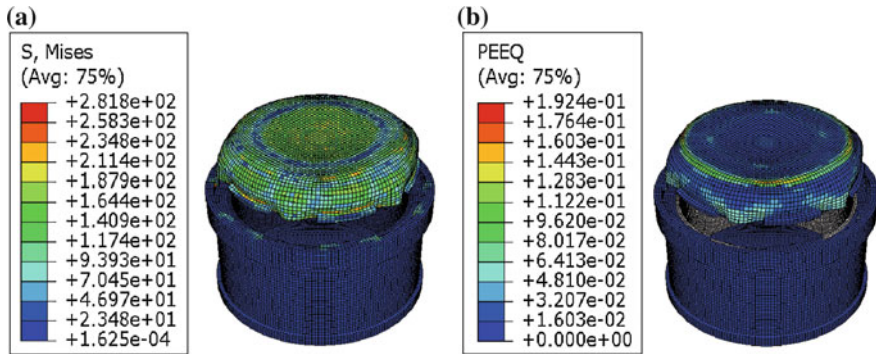 (a)
S, Mises
(Avg: 75%)
+2.818e+02
+2.583e+02
+2.348e+02
+2.114e+02
+1.879e+02
+1.644e+02
+1.409e+02
+1.174e+02
+9.393e+01
+7.045e+01
+4.697e+01
+2.348e+01
+1.625e-04
(b)
PEEQ
(Avg: 75%)
+1.924e-01
+1.764e-01
+1.603e-01
+1.443e-01
+1.283e-01
+1.122e-01
+9.620e-02
+8.017e-02
+6.413e-02
+4.810e-02
+3.207e-02
+1.603e-02
+0.000e+00